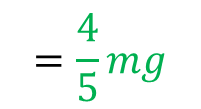 = 4/5 mg